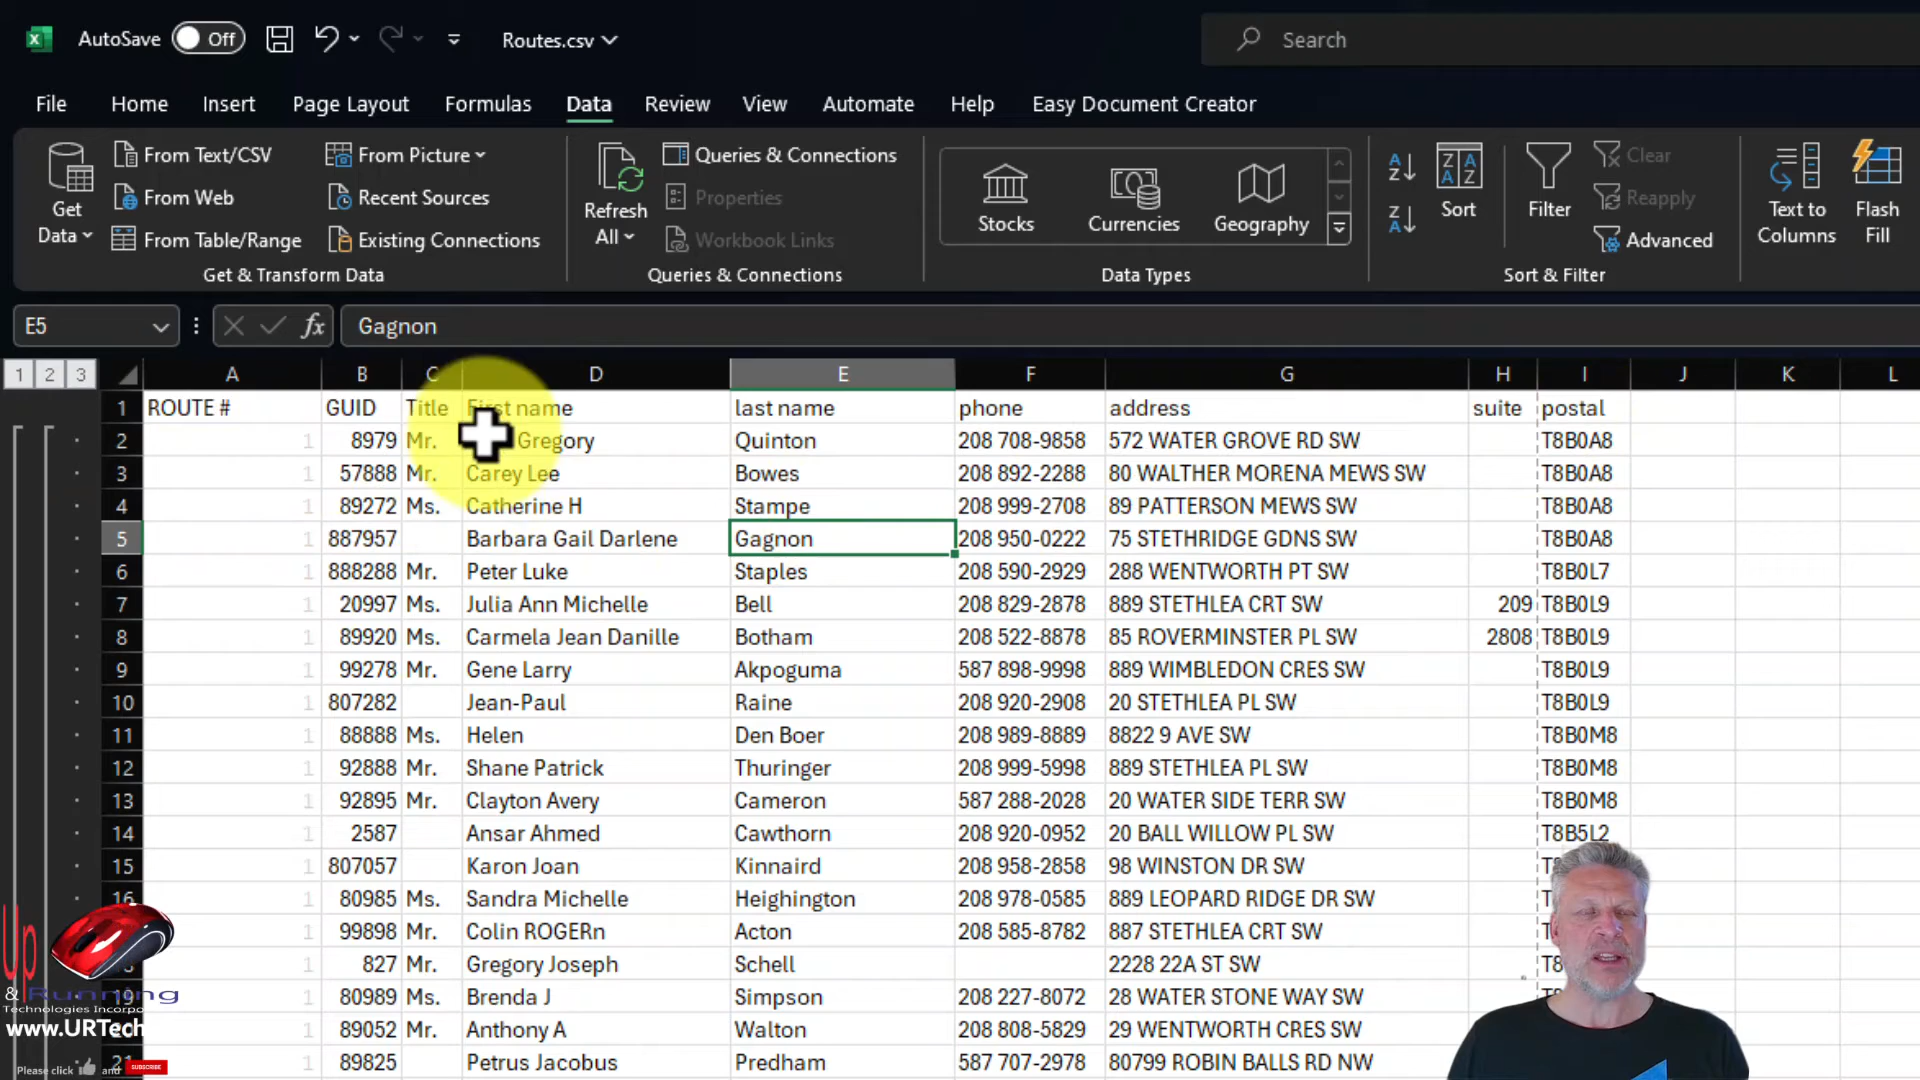 AutoSave Off Routes.csv Search
File Home Insert Page Layout Formulas Data Review View Automate Help Easy Document Creator
Get Data
From Text/CSV
From Web
From Table/Range
From Picture
Recent Sources
Existing Connections
Get & Transform Data
Refresh All
Queries & Connections
Properties
Workbook Links
Queries & Connections
Stocks Currencies Geography
Data Types
Sort
Filter
Clear
Reapply
Advanced
Sort & Filter
Text to Columns
Flash Fill
E5 fx Gagnon
1 2 3 A B C D E F G H I J K L
1 ROUTE # GUID Title First name last name phone address suite postal
2 1 8979 Mr. Gregory Quinton 208 708-9858 572 WATER GROVE RD SW T8B0A8
3 1 57888 Mr. Carey Lee Bowes 208 892-2288 80 WALTHER MORENA MEWS SW T8B0A8
4 1 89272 Ms. Catherine H Stampe 208 999-2708 89 PATTERSON MEWS SW T8B0A8
5 1 887957 Barbara Gail Darlene Gagnon 208 950-0222 75 STETHRIDGE GDNS SW T8B0A8
6 1 888288 Mr. Peter Luke Staples 208 590-2929 288 WENTWORTH PT SW T8B0L7
7 1 20997 Ms. Julia Ann Michelle Bell 208 829-2878 889 STETHLEA CRT SW 209 T8B0L9
8 1 89920 Ms. Carmela Jean Danille Botham 208 522-8878 85 ROVERMINSTER PL SW 2808 T8B0L9
9 1 99278 Mr. Gene Larry Akpoguma 587 898-9998 889 WIMBLEDON CRES SW T8B0L9
10 1 807282 Jean-Paul Raine 208 920-2908 20 STETHLEA PL SW T8B0L9
11 1 88888 Ms. Helen Den Boer 208 989-8889 8822 9 AVE SW T8B0M8
12 1 92888 Mr. Shane Patrick Thuringer 208 999-5998 889 STETHLEA PL SW T8B0M8
13 1 92895 Mr. Clayton Avery Cameron 587 288-2028 20 WATER SIDE TERR SW T8B0M8
14 1 2587 Ansar Ahmed Cawthorn 208 920-0952 20 BALL WILLOW PL SW T8B5L2
15 1 807057 Karon Joan Kinnaird 208 958-2858 98 WINSTON DR SW
16 1 80985 Ms. Sandra Michelle Heighington 208 978-0585 889 LEOPARD RIDGE DR SW
1 99898 Mr. Colin ROGERn Acton 208 585-8782 887 STETHLEA CRT SW
1 827 Mr. Gregory Joseph Schell 2228 22A ST SW T8
1 80989 Ms. Brenda J Simpson 208 227-8072 28 WATER STONE WAY SW
1 89052 Mr. Anthony A Walton 208 808-5829 29 WENTWORTH CRES SW
21 1 89825 Petrus Jacobus Predham 587 707-2978 80799 ROBIN BALLS RD NW
Up
& Running
Technologies Incorpo
www.URTech
Please click and SUBSCRIBE